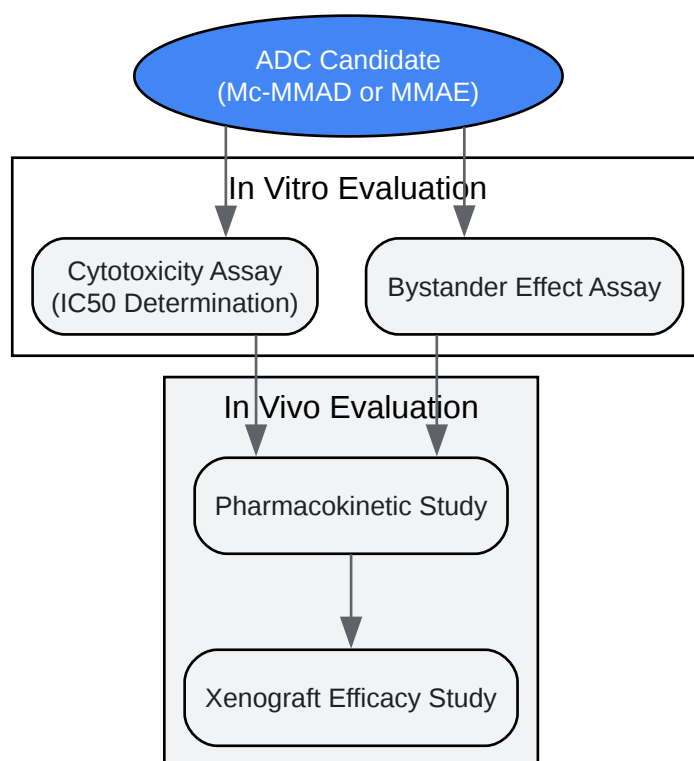 ADC Candidate
(Mc-MMAD or MMAE)
In Vitro Evaluation
Cytotoxicity Assay
(IC50 Determination)
Bystander Effect Assay
In Vivo Evaluation
Pharmacokinetic Study
Xenograft Efficacy Study